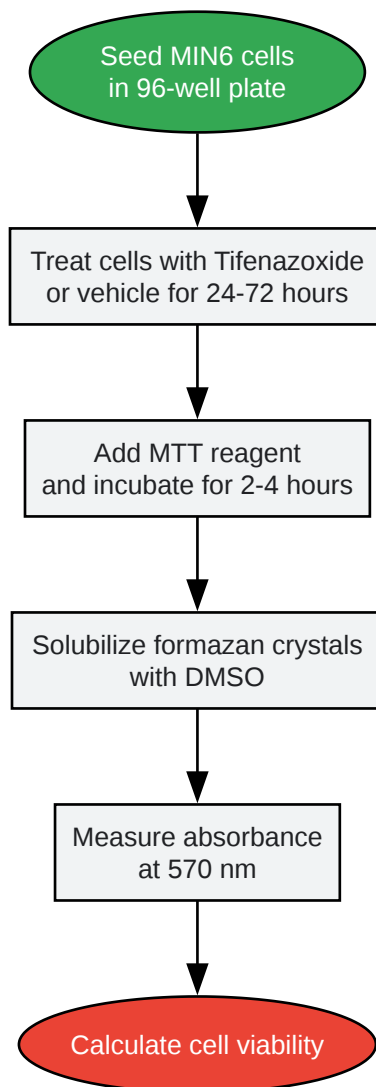 Seed MIN6 cells
in 96-well plate
Treat cells with Tifenazoxide
or vehicle for 24-72 hours
Add MTT reagent
and incubate for 2-4 hours
Solubilize formazan crystals
with DMSO
Measure absorbance
at 570 nm
Calculate cell viability